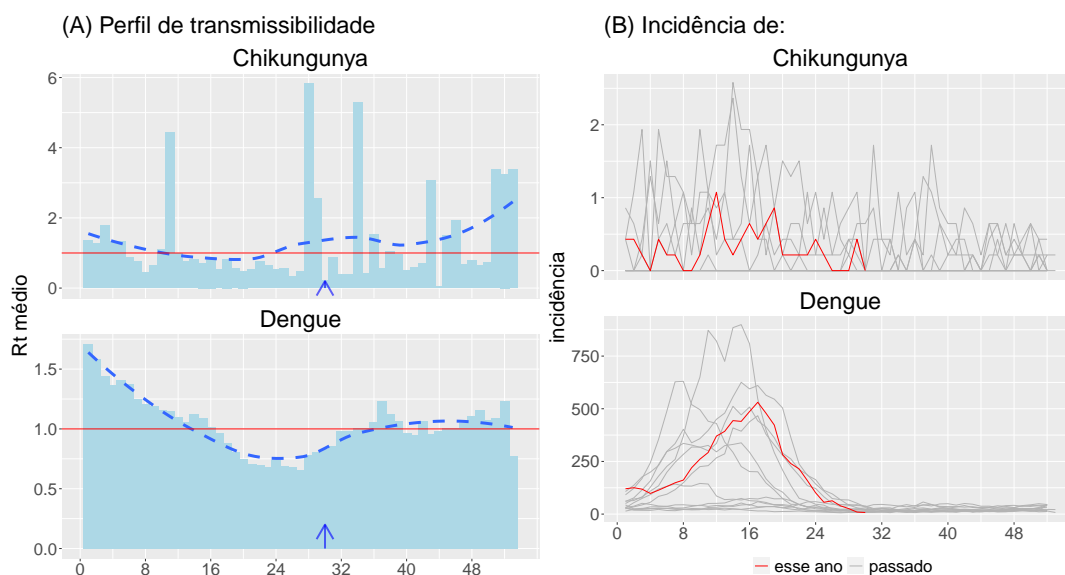 (A) Perfil de transmissibilidade
Chikungunya
6
4
2
0
Dengue
1.5
1.0
0.5
0.0
0 8 16 24 32 40 48
Rt médio
(B) Incidência de:
Chikungunya
2
1
0
Dengue
750
500
250
0
0 8 16 24 32 40 48
incidência
esse ano passado